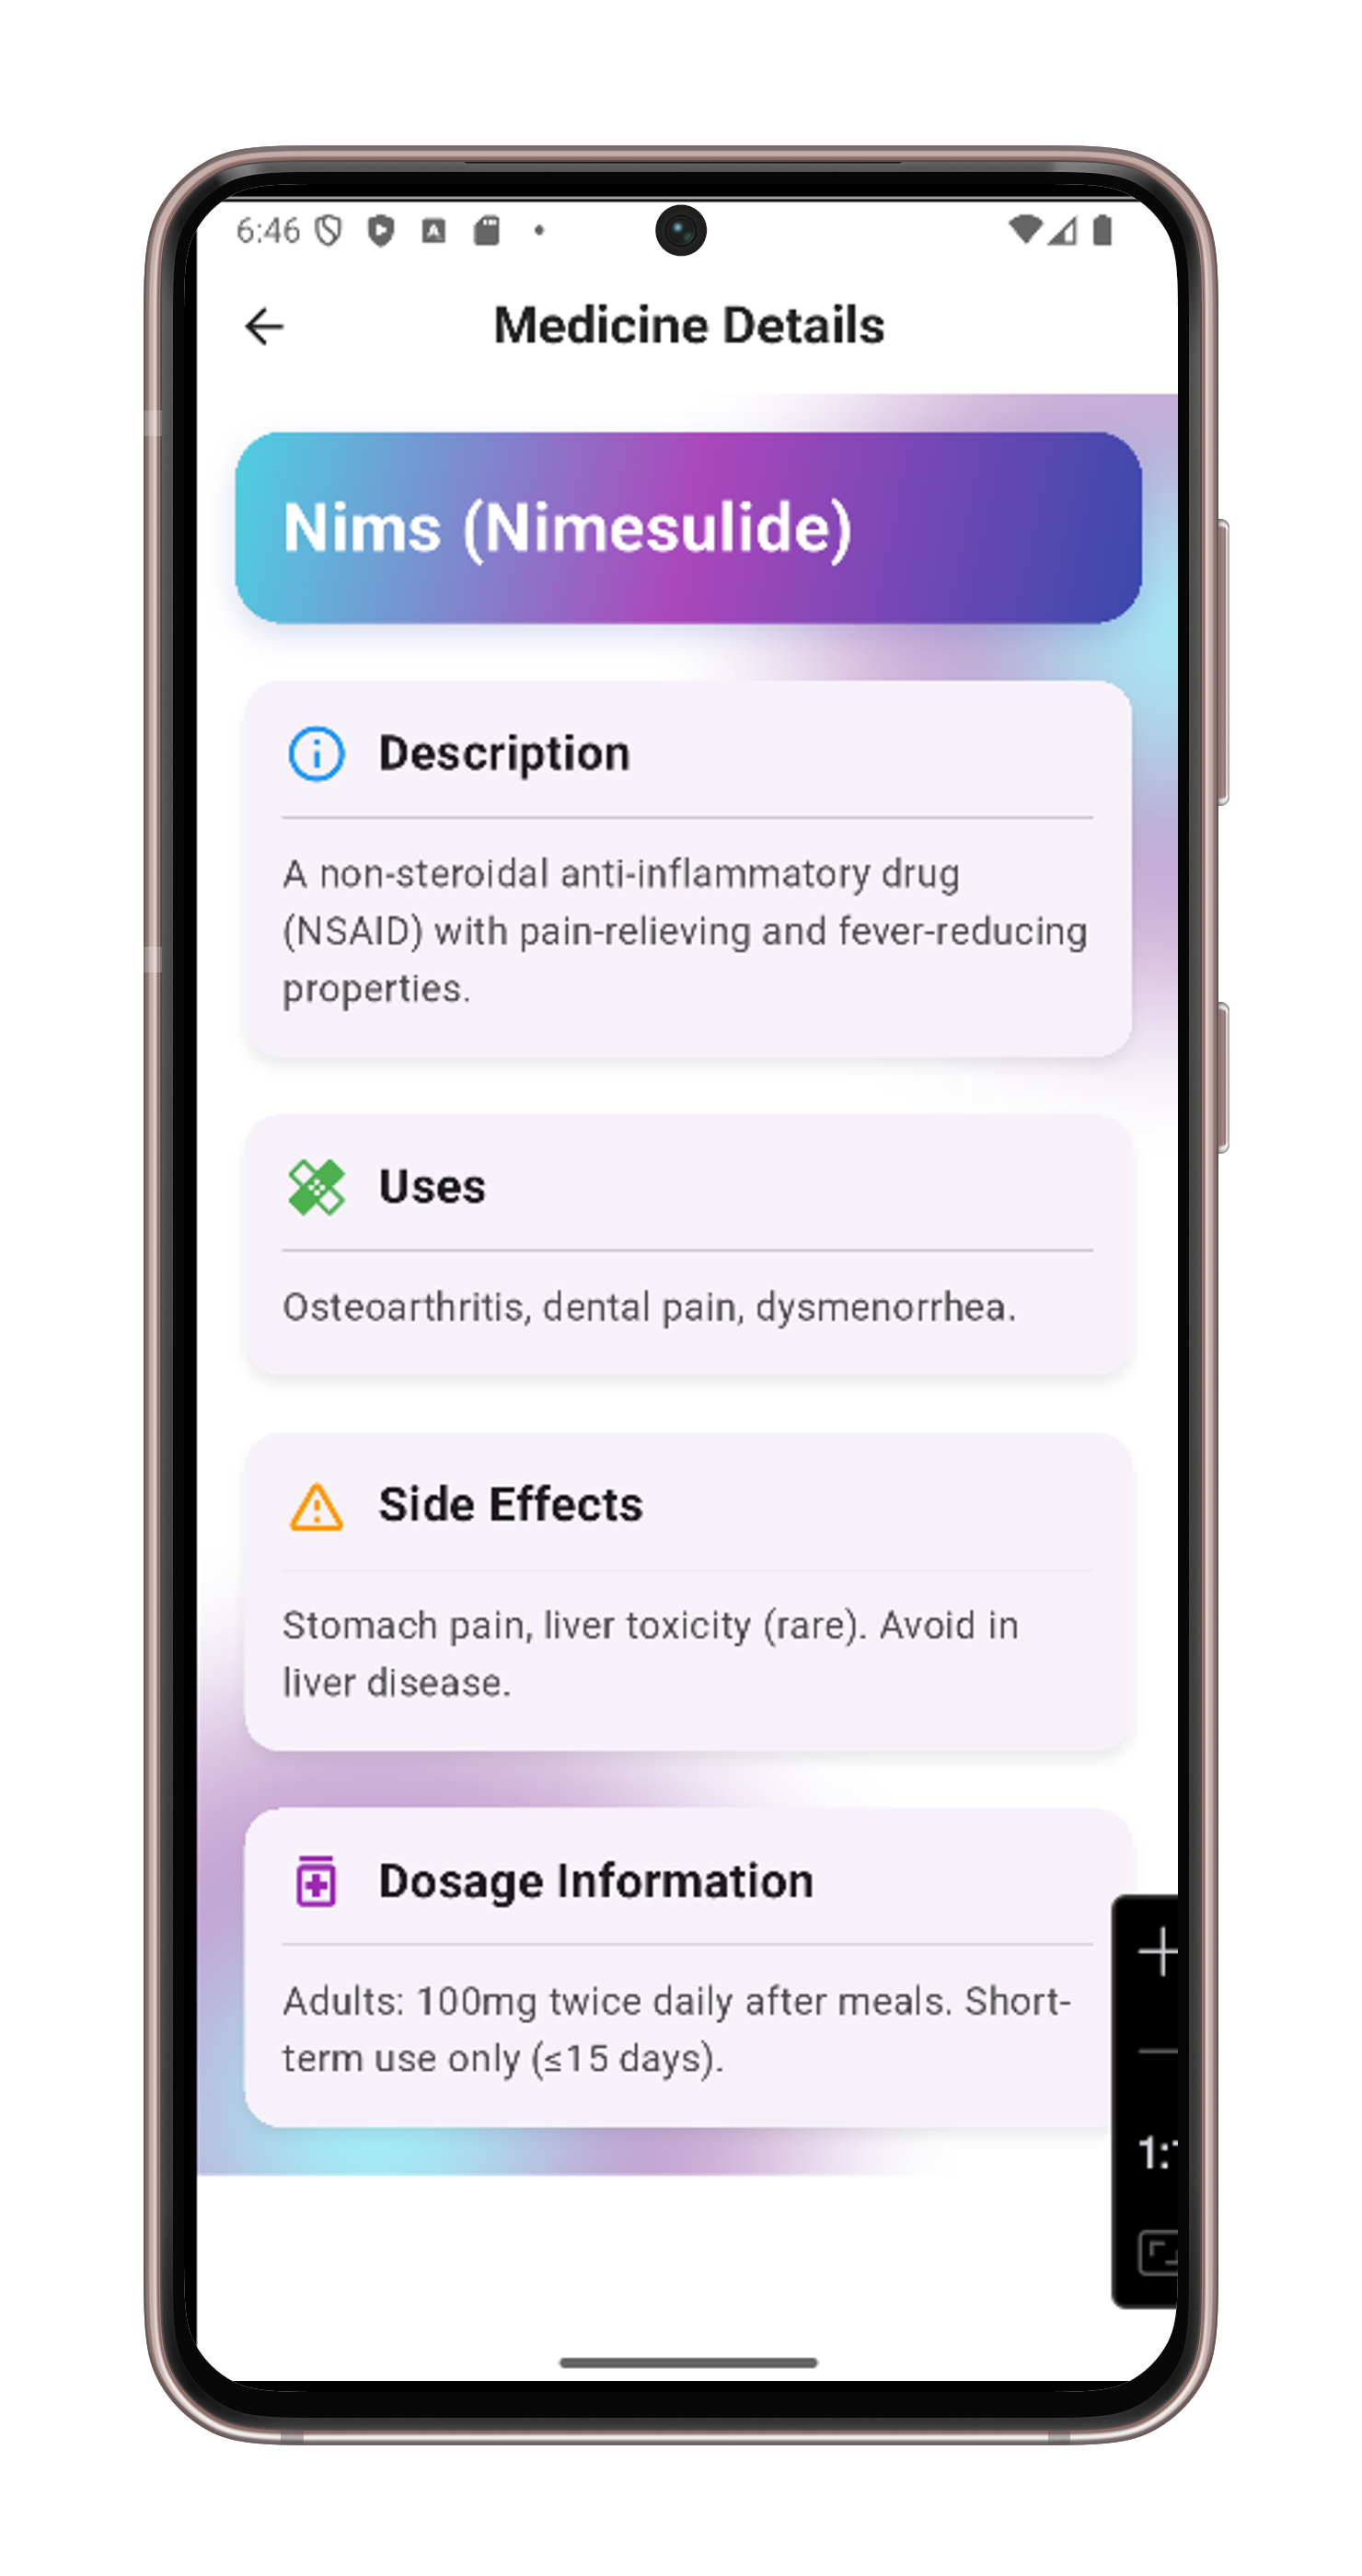 6:46
Medicine Details
Nims (Nimesulide)
Description
A non-steroidal anti-inflammatory drug
(NSAID) with pain-relieving and fever-reducing
properties.
Uses
Osteoarthritis, dental pain, dysmenorrhea.
Side Effects
Stomach pain, liver toxicity (rare). Avoid in
liver disease.
Dosage Information
Adults: 100mg twice daily after meals. Short-
term use only (≤15 days).